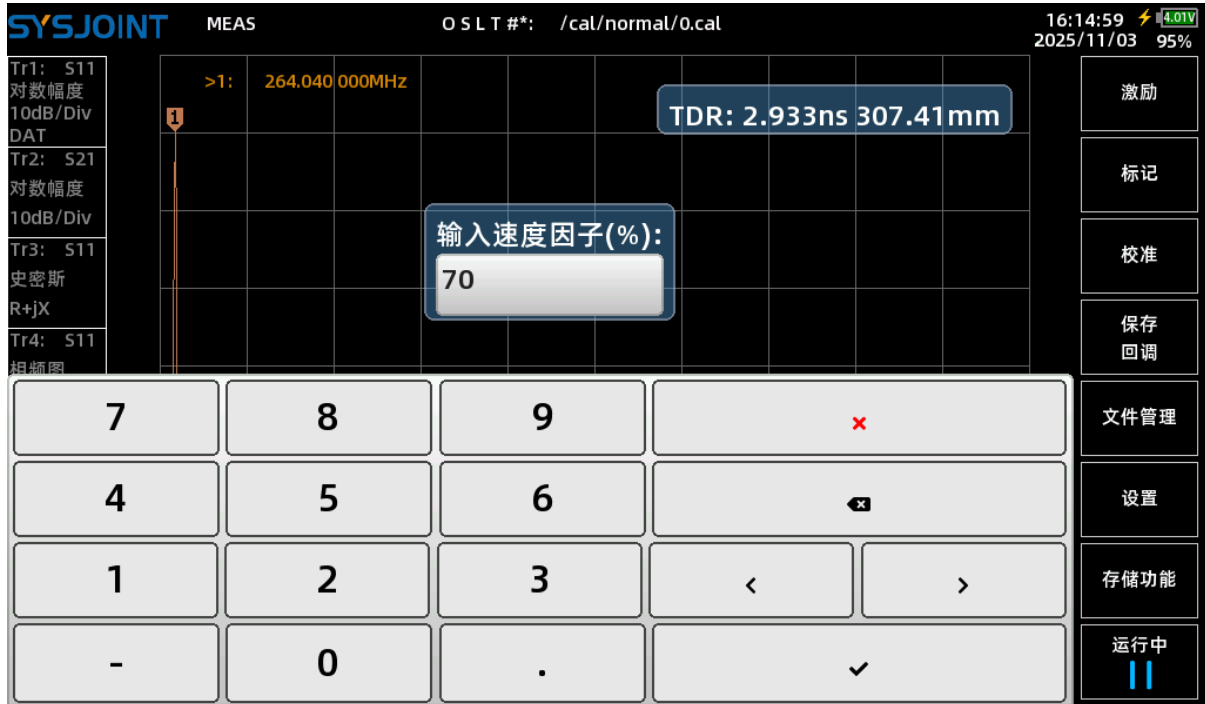 SYSJOINT MEAS O S L T #*: /cal/normal/0.cal 16:14:59 4.01V
2025/11/03 95%
Tr1: S11
对数幅度
10dB/Div
DAT
Tr2: S21
对数幅度
10dB/Div
Tr3: S11
史密斯
R+jX
Tr4: S11
相频图
>1: 264.040 000MHz
1
TDR: 2.933ns 307.41mm
输入速度因子(%):
70
激励
标记
校准
保存
回调
文件管理
设置
存储功能
运行中
7 8 9 ×
4 5 6
1 2 3 < >
- 0 .